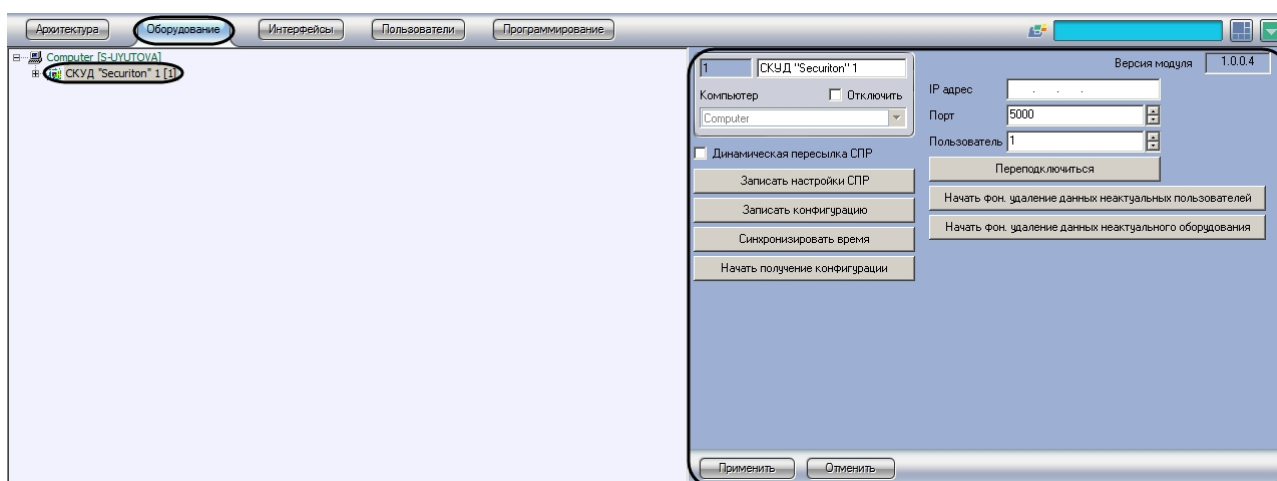 Архитектура Оборудование Интерфейсы Пользователи Программирование
Computer [S-UYUTOVA]
СКУД "Securiton" 1 [1]
1 СКУД "Securiton" 1
Компьютер Отключить
Computer
Динамическая пересылка СПР
Записать настройки СПР
Записать конфигурацию
Синхронизировать время
Начать получение конфигурации
Версия модуля 1.0.0.4
IP адрес . . .
Порт 5000
Пользователь 1
Переподключиться
Начать фон. удаление данных неактуальных пользователей
Начать фон. удаление данных неактуального оборудования
Применить Отменить